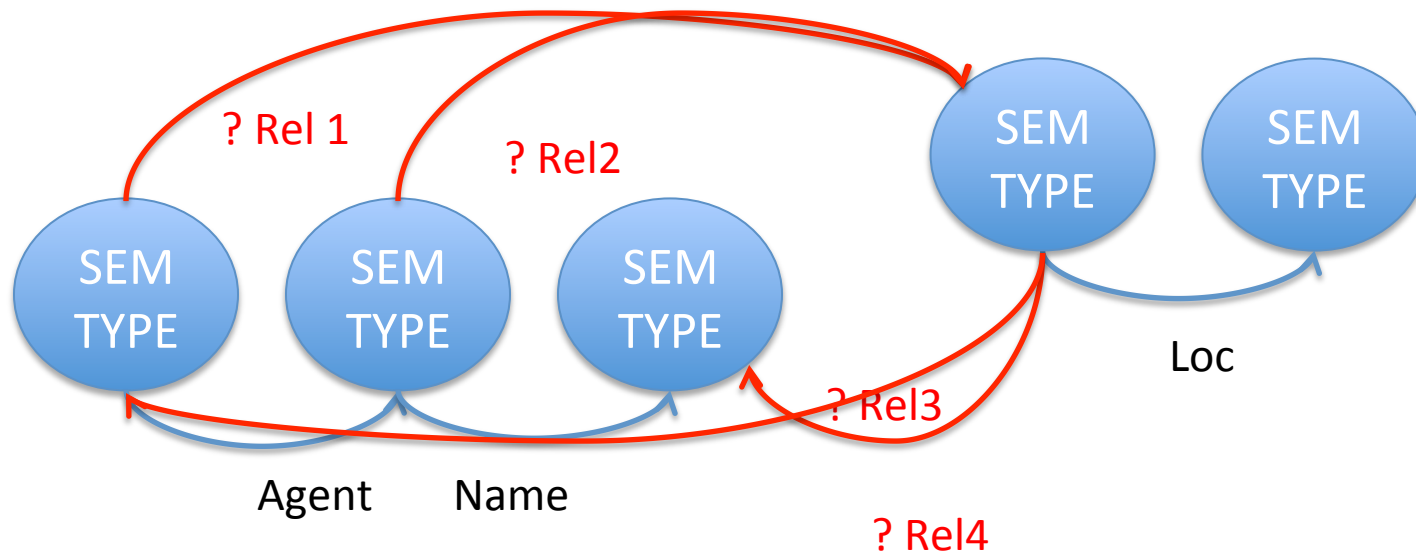 ? Rel 1
? Rel2
SEM
TYPE
SEM
TYPE
SEM
TYPE
SEM
TYPE
SEM
TYPE
Loc
? Rel3
Agent
Name
? Rel4